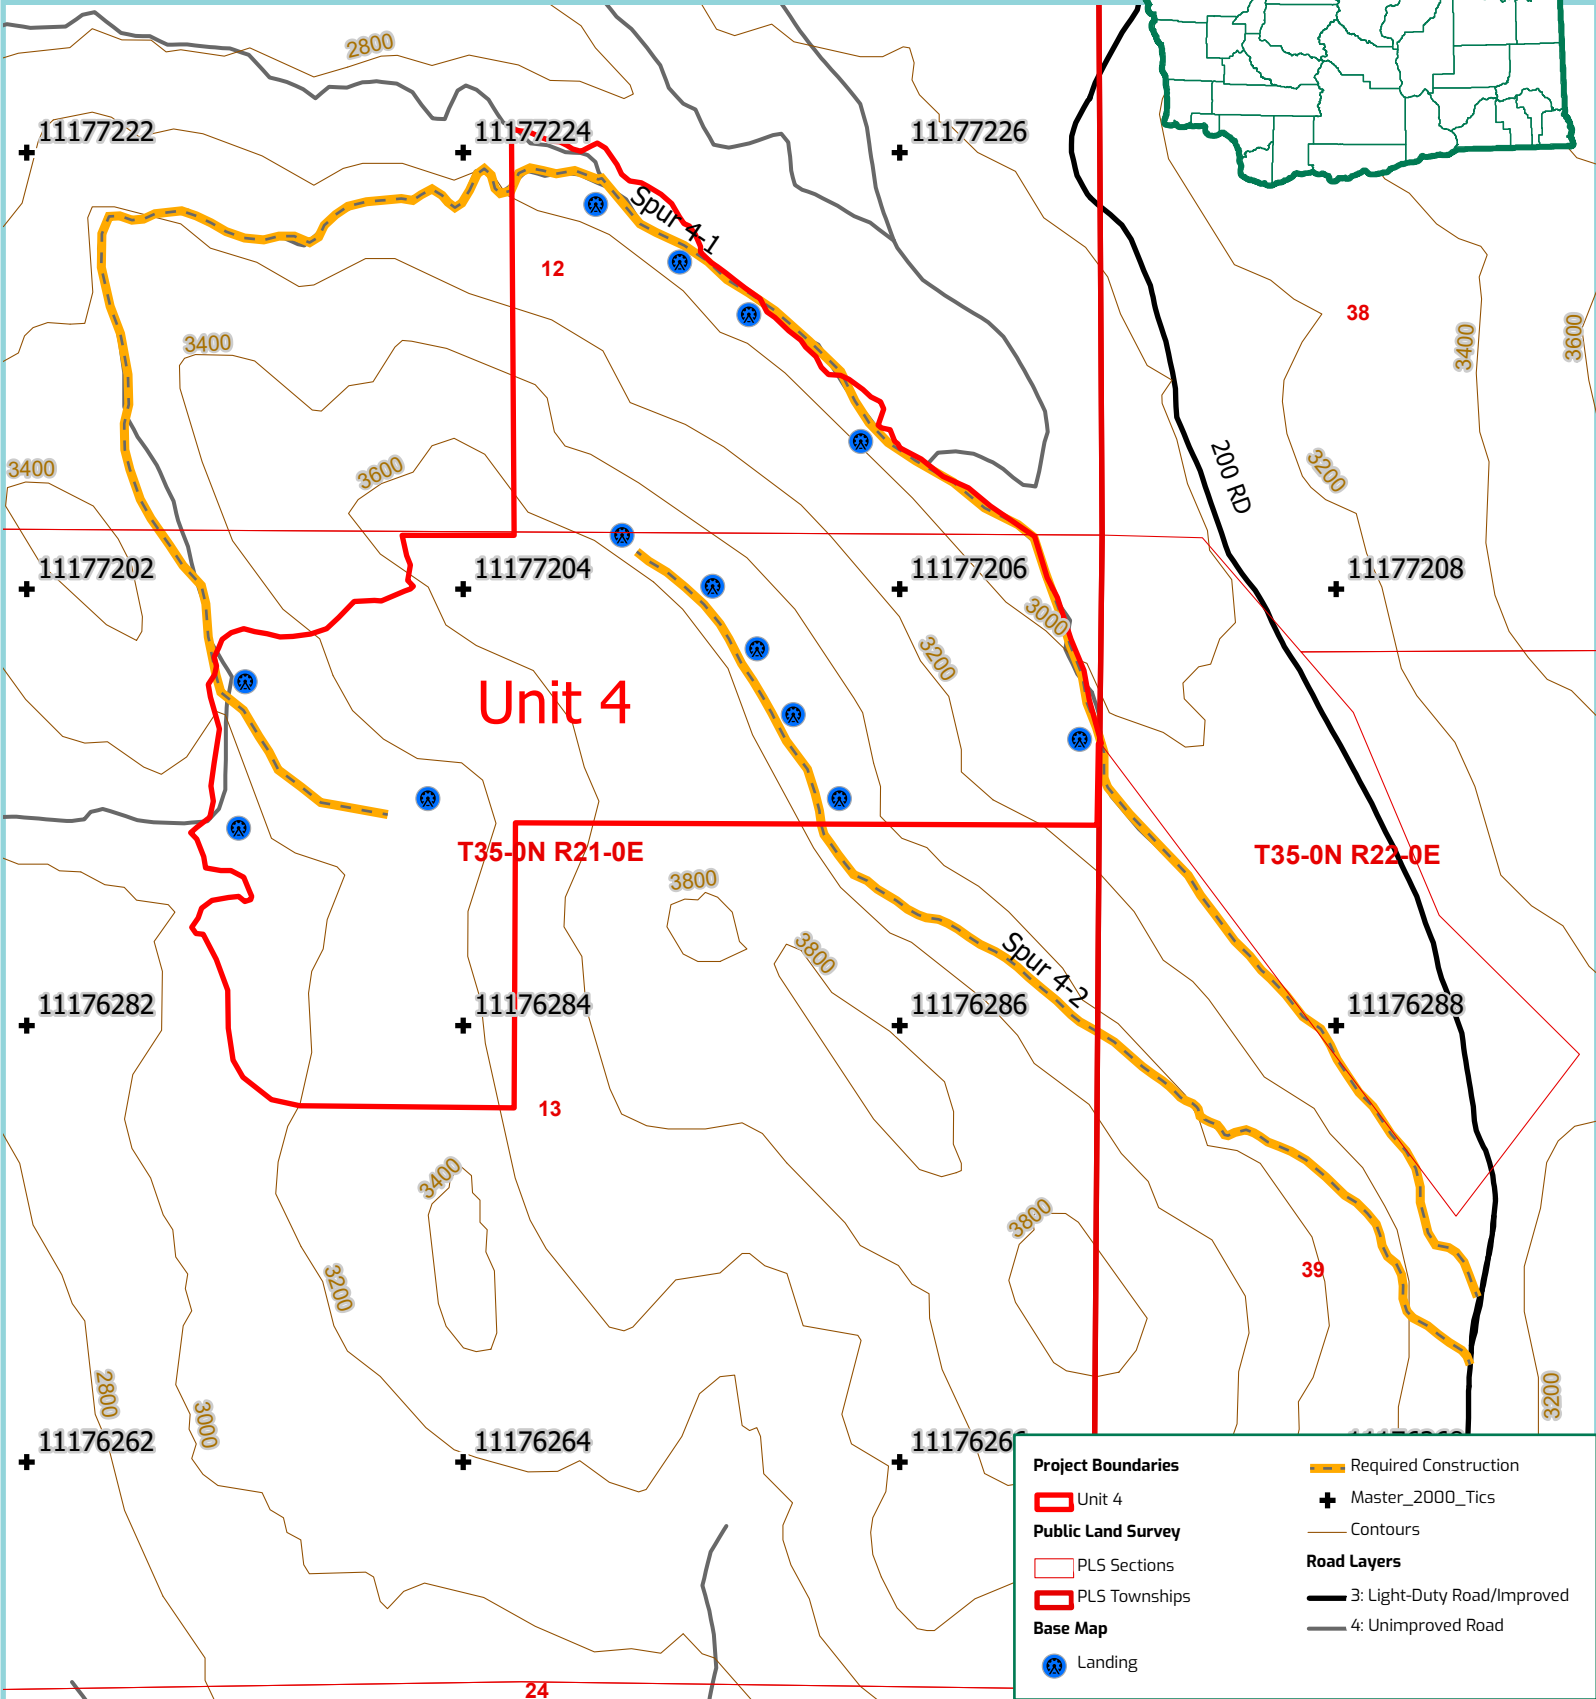 2800
11177222
11177224
11177226
Spur 4-1
12
38
3400
3400
3600
3400
3600
3200
200 RD
11177202
11177204
11177206
11177208
3000
3200
Unit 4
T35-0N R21-0E
T35-0N R22-0E
3800
3800
Spur 4-2
11176282
11176284
11176286
11176288
13
3400
3800
39
3200
2800
3000
3200
11176262
11176264
11176266
24
Project Boundaries
Unit 4
Public Land Survey
PLS Sections
PLS Townships
Base Map
Landing
Required Construction
Master_2000_Tics
Contours
Road Layers
3: Light-Duty Road/Improved
4: Unimproved Road